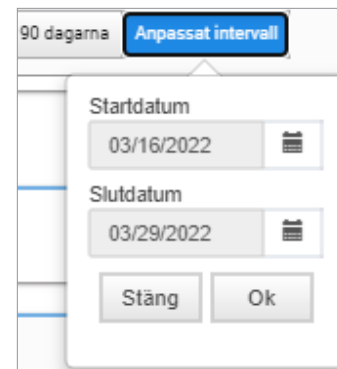 90 dagarna Anpassat intervall
Startdatum
03/16/2022
Slutdatum
03/29/2022
Stäng Ok